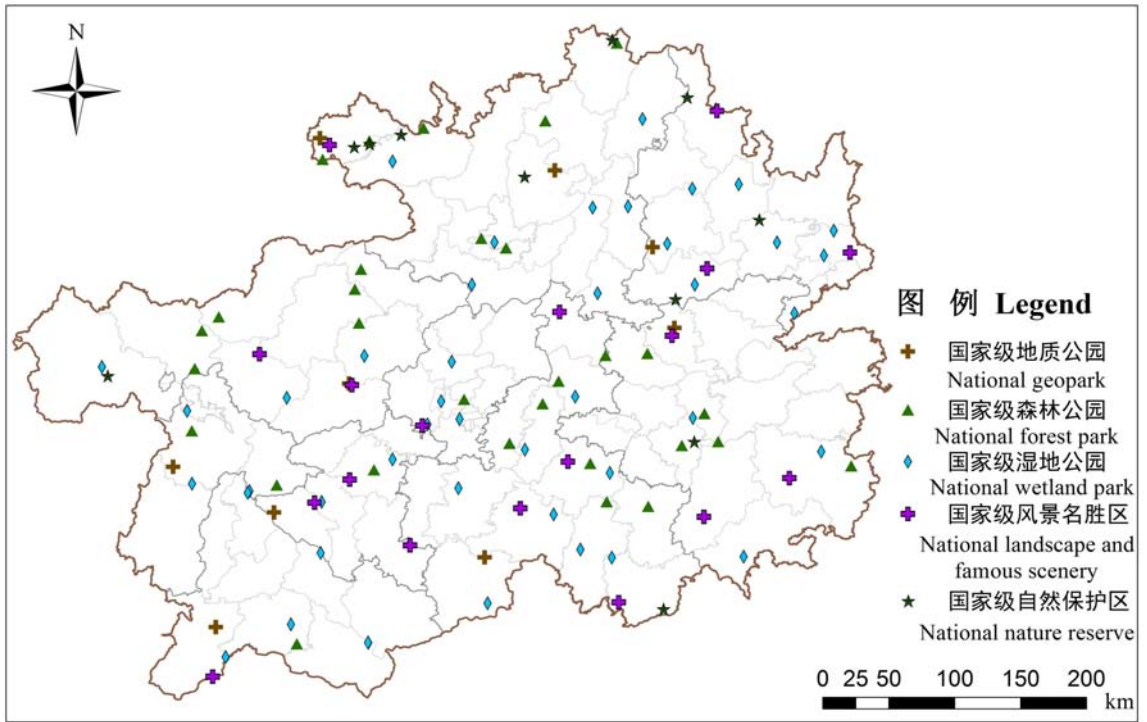 N
图 例 Legend
国家级地质公园
National geopark
国家级森林公园
National forest park
国家级湿地公园
National wetland park
国家级风景名胜区
National landscape and
famous scenery
国家级自然保护区
National nature reserve
0 25 50 100 150 200
km